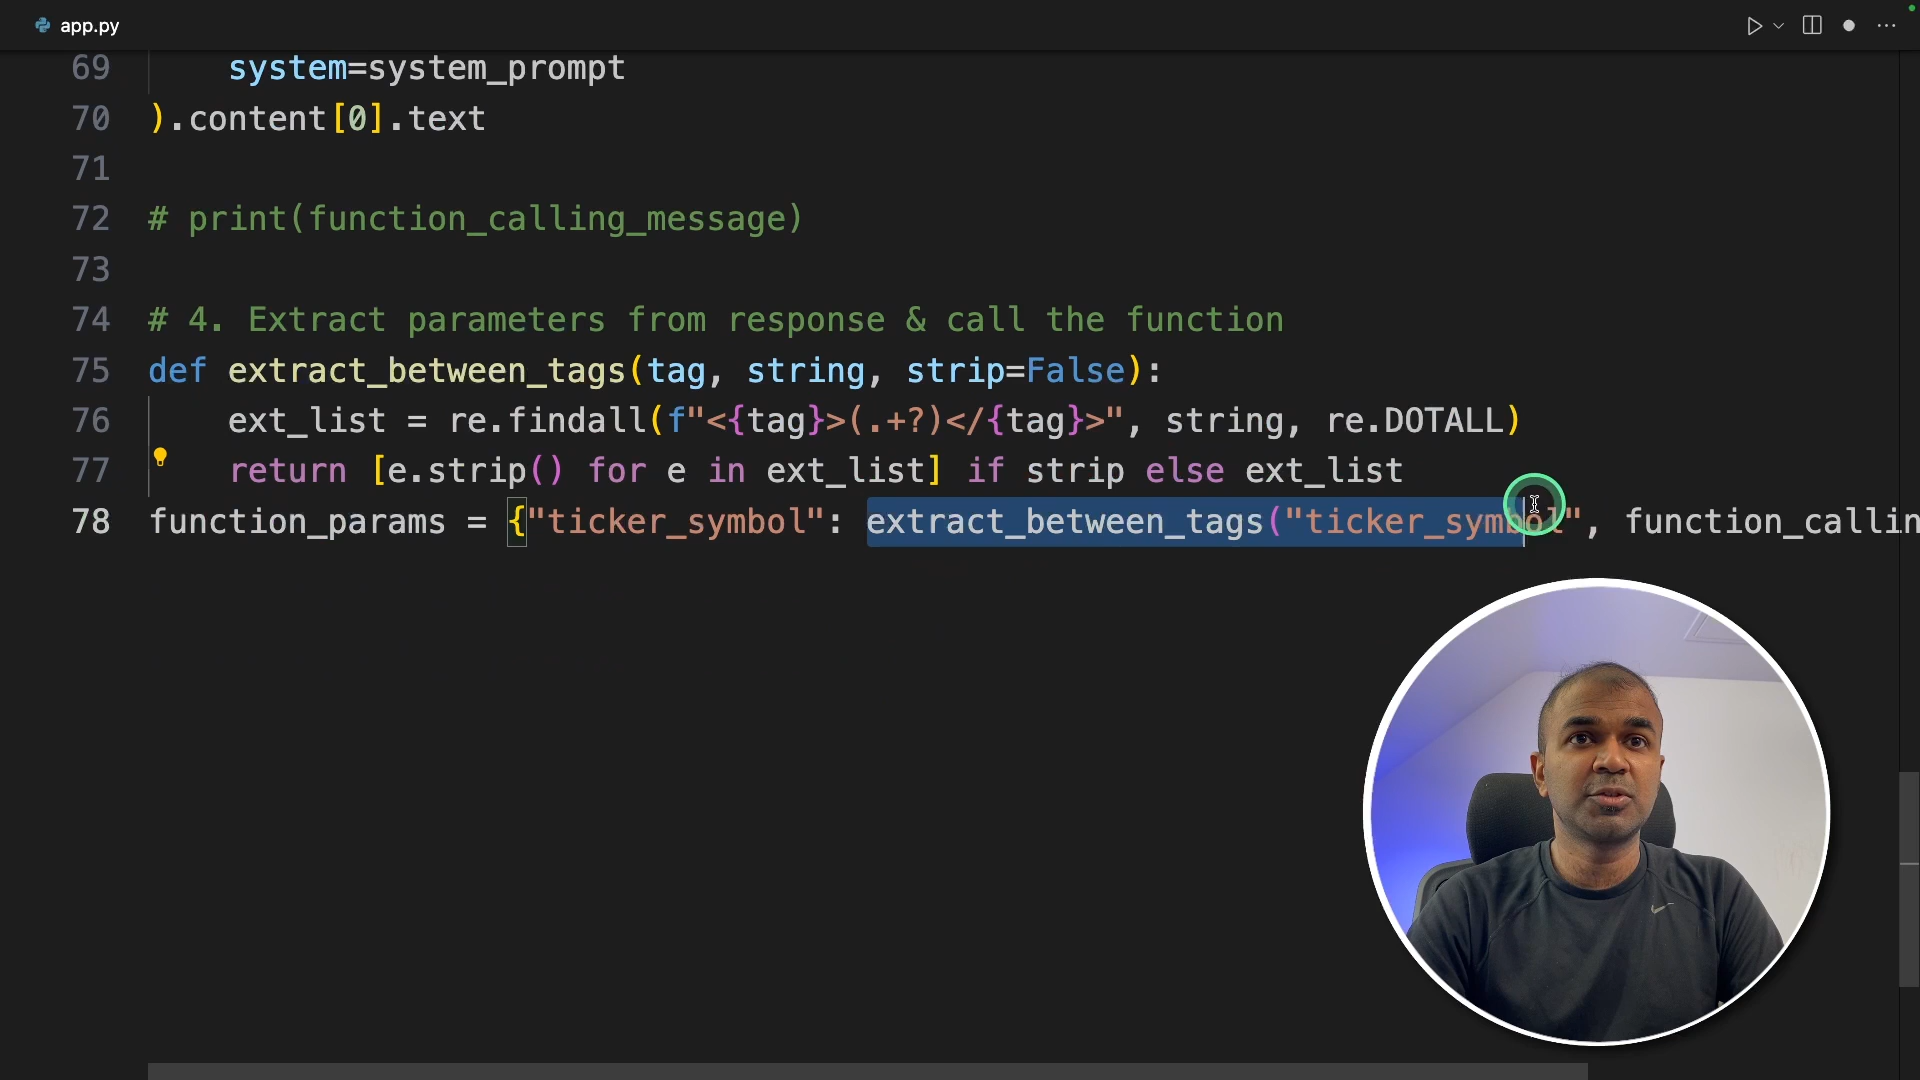 app.py
69 system=system_prompt
70 ).content[0].text
71
72 # print(function_calling_message)
73
74 # 4. Extract parameters from response & call the function
75 def extract_between_tags(tag, string, strip=False):
76 ext_list = re.findall(f"<{tag}>(.+?)</{tag}>", string, re.DOTALL)
77 return [e.strip() for e in ext_list] if strip else ext_list
78 function_params = {"ticker_symbol": extract_between_tags("ticker_symbol", function_callin